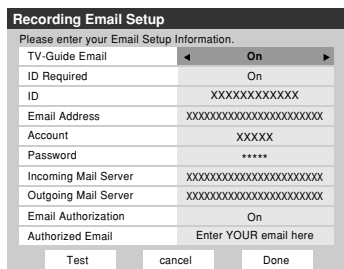 Recording Email Setup
Please enter your Email Setup Information.
TV-Guide Email ◄ On ►
ID Required On
ID XXXXXXXXXXXX
Email Address XXXXXXXXXXXXXXXXXXXXXXX
Account XXXXX
Password *****
Incoming Mail Server XXXXXXXXXXXXXXXXXXXXXXX
Outgoing Mail Server XXXXXXXXXXXXXXXXXXXXXXX
Email Authorization On
Authorized Email Enter YOUR email here
Test cancel Done